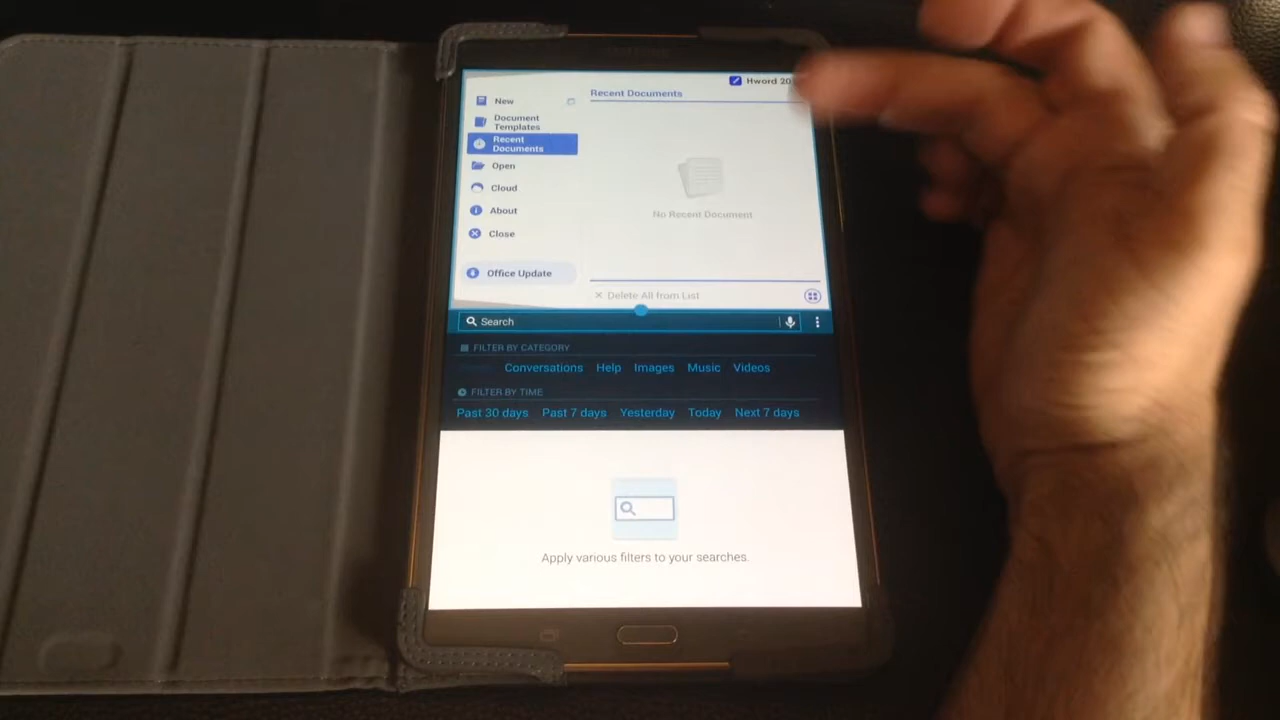 Hword 20
Recent Documents
New
Document
Templates
Recent
Documents
Open
Cloud
About
Close
Office Update
No Recent Document
Delete All from List
Search
FILTER BY CATEGORY
Conversations Help Images Music Videos
FILTER BY TIME
Past 30 days Past 7 days Yesterday Today Next 7 days
Apply various filters to your searches.